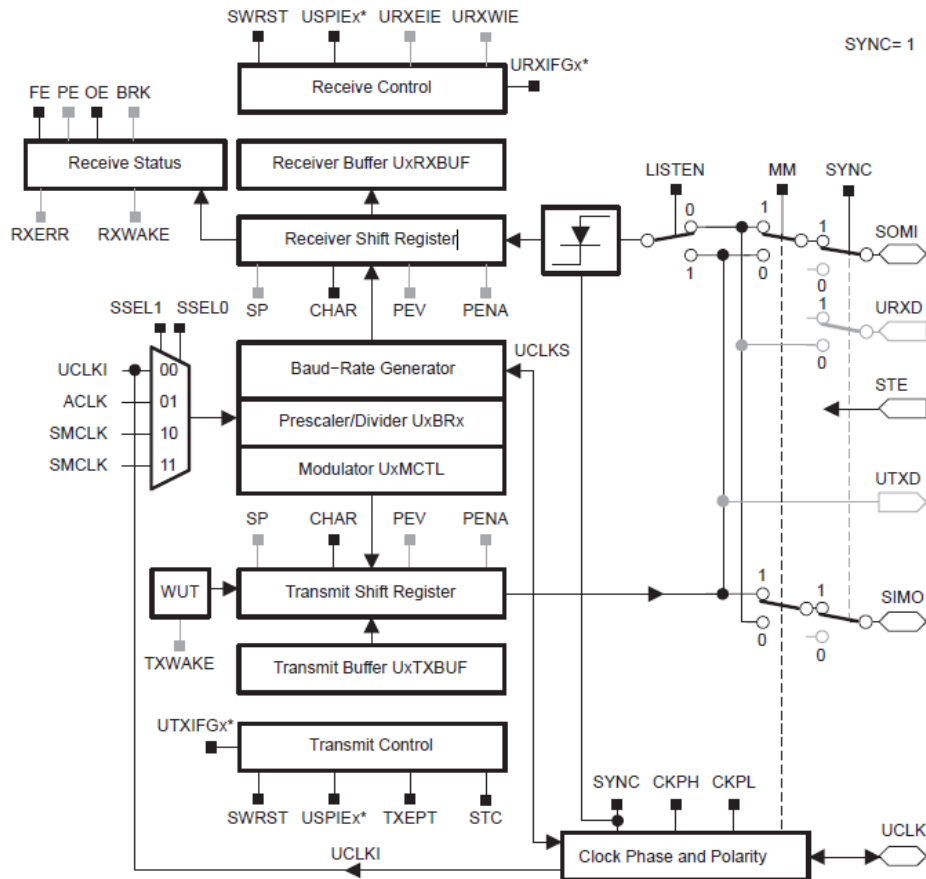 SWRST USPIEx* URXEIE URXWIE
SYNC= 1
Receive Control
URXIFGx*
FE PE OE BRK
Receive Status
Receiver Buffer UxRXBUF
LISTEN MM SYNC
RXERR RXWAKE
Receiver Shift Register
0 1 1 SOMI
1 0 0
SP CHAR PEV PENA
SSEL1 SSEL0
1 URXD
0
UCLKI 00
ACLK 01
SMCLK 10
SMCLK 11
Baud−Rate Generator
UCLKS
Prescaler/Divider UxBRx
Modulator UxMCTL
STE
UTXD
SP CHAR PEV PENA
WUT
Transmit Shift Register
1 1 SIMO
0 0
TXWAKE
Transmit Buffer UxTXBUF
UTXIFGx*
Transmit Control
SWRST USPIEx* TXEPT STC
SYNC CKPH CKPL
UCLKI
Clock Phase and Polarity
UCLK